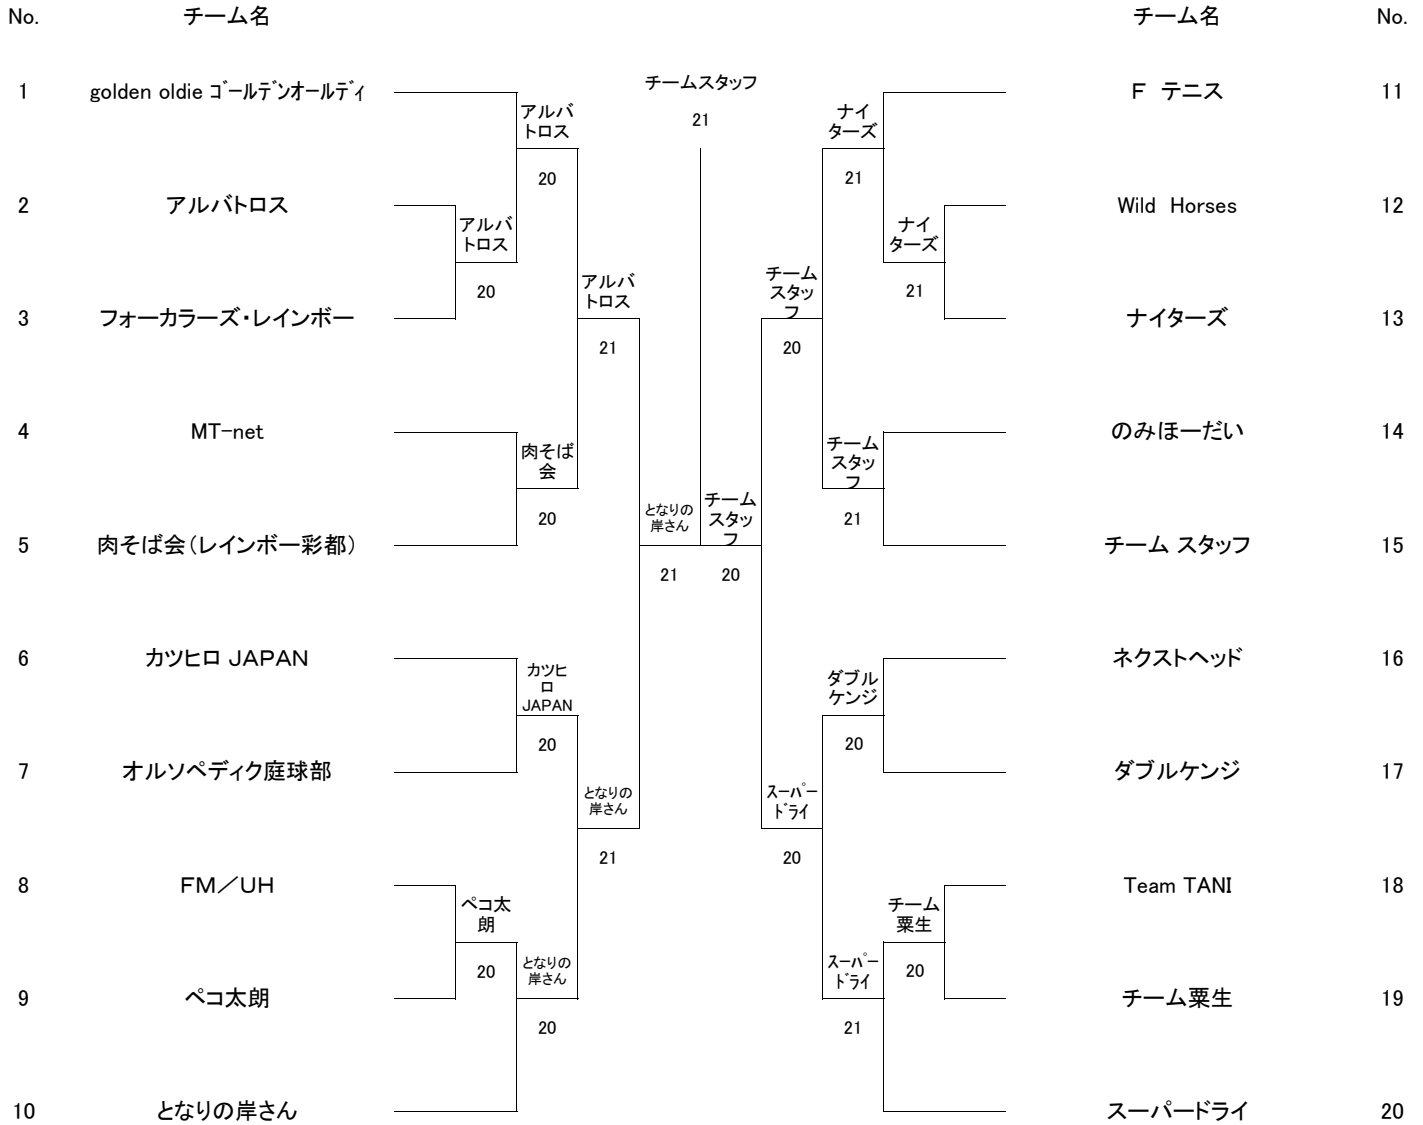 No. チーム名 チーム名 No.
チームスタッフ
1 golden oldie ｺﾞｰﾙﾃﾞﾝｵｰﾙﾃﾞｨ F テニス 11
アルバ
トロス
21
ナイ
ターズ
20
21
2 アルバトロス Wild Horses 12
アルバ
トロス
ナイ
ターズ
20
21
アルバ
トロス
チーム
スタッ
フ
3 フォーカラーズ・レインボー ナイターズ 13
21
20
4 MT-net のみほーだい 14
肉そば
会
チーム
スタッ
フ
20
21
となりの
岸さん
チーム
スタッ
フ
5 肉そば会（レインボー彩都） チーム スタッフ 15
21 20
6 カツヒロ JAPAN ネクストヘッド 16
カツヒ
ロ
JAPAN
ダブル
ケンジ
20
20
7 オルソペディク庭球部 ダブルケンジ 17
となりの
岸さん
ｽｰﾊﾟｰ
ﾄﾞﾗｲ
21
20
8 FM／UH Team TANI 18
ペコ太
朗
チーム
粟生
20
となりの
岸さん
ｽｰﾊﾟｰ
ﾄﾞﾗｲ
20
9 ペコ太朗 チーム粟生 19
20
21
10 となりの岸さん スーパードライ 20